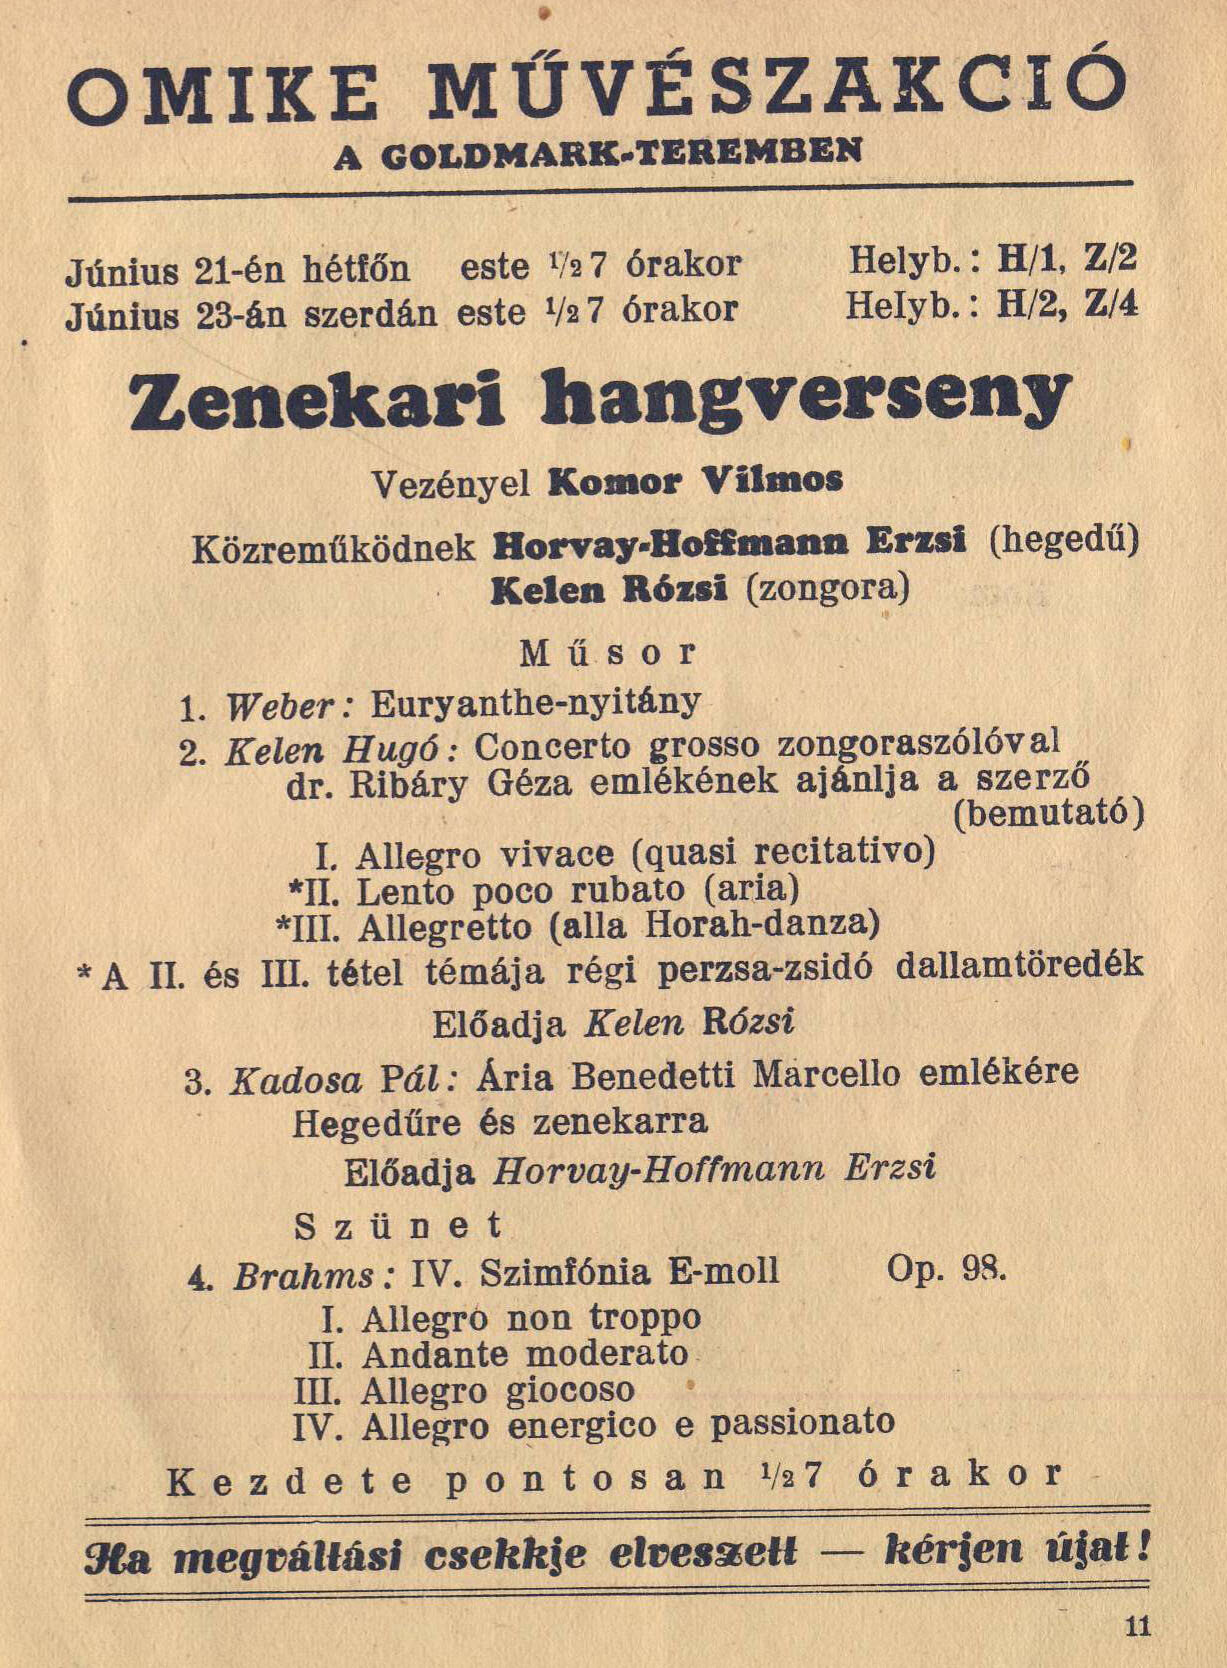 OMIKE MŰVÉSZAKCIÓ
A GOLDMARK-TEREMBEN
Június 21-én hétfőn este ½7 órakor Helyb.: H/1, Z/2
Június 23-án szerdán este ½7 órakor Helyb.: H/2, Z/4
Zenekari hangverseny
Vezényel Komor Vilmos
Közreműködnek Horvay-Hoffmann Erzsi (hegedű)
Kelen Rózsi (zongora)
Műsor
1. Weber: Euryanthe-nyitány
2. Kelen Hugó: Concerto grosso zongoraszólóval
dr. Ribáry Géza emlékének ajánlja a szerző
(bemutató)
I. Allegro vivace (quasi recitativo)
*II. Lento poco rubato (aria)
*III. Allegretto (alla Horah-danza)
* A II. és III. tétel témája régi perzsa-zsidó dallamtöredék
Előadja Kelen Rózsi
3. Kadosa Pál: Ária Benedetti Marcello emlékére
Hegedűre és zenekarra
Előadja Horvay-Hoffmann Erzsi
Szünet
4. Brahms: IV. Szimfónia E-moll Op. 98.
I. Allegro non troppo
II. Andante moderato
III. Allegro giocoso
IV. Allegro energico e passionato
Kezdete pontosan ½7 órakor
Ha megváltási csekkje elveszett — kérjen újat!
11